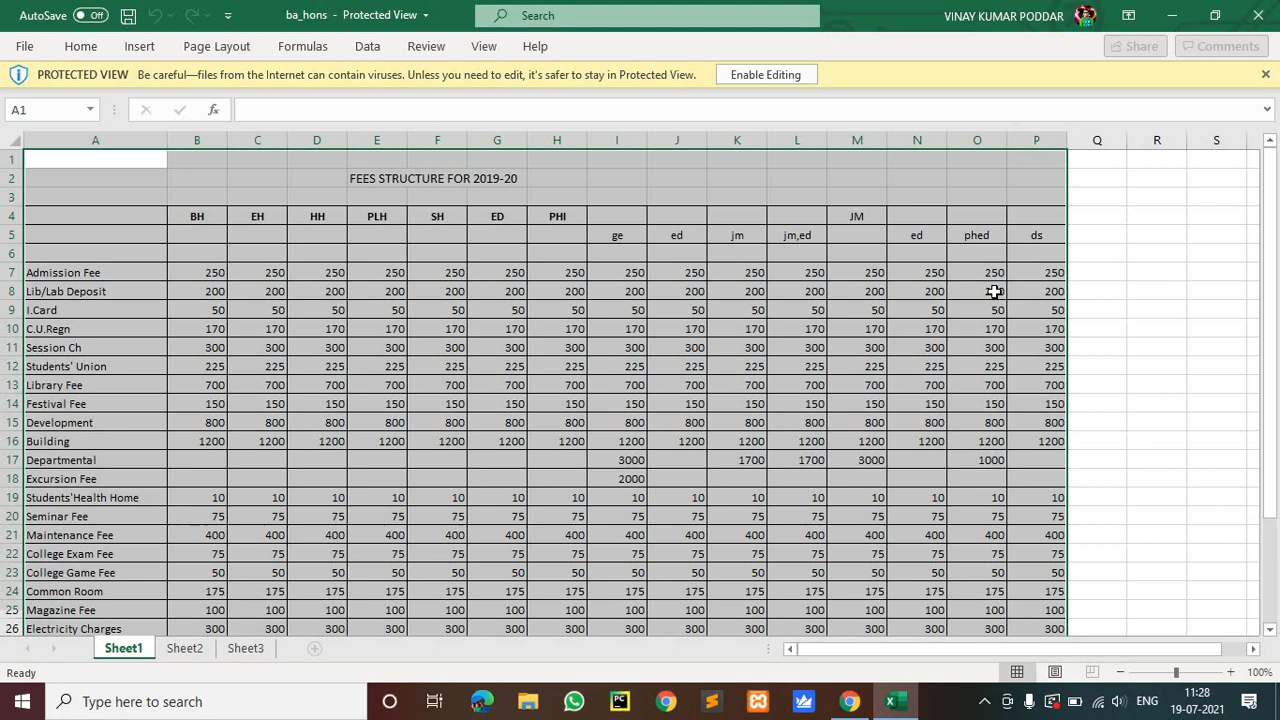 AutoSave Off ba_hons - Protected View Search VINAY KUMAR PODDAR
File Home Insert Page Layout Formulas Data Review View Help Share Comments
PROTECTED VIEW Be careful—files from the Internet can contain viruses. Unless you need to edit, it's safer to stay in Protected View. Enable Editing
A1 fx
A B C D E F G H I J K L M N O P Q R S
1
2 FEES STRUCTURE FOR 2019-20
3
4 BH EH HH PLH SH ED PHI JM
5 ge ed jm jm,ed ed phed ds
6
7 Admission Fee 250 250 250 250 250 250 250 250 250 250 250 250 250 250 250
8 Lib/Lab Deposit 200 200 200 200 200 200 200 200 200 200 200 200 200 200
9 I.Card 50 50 50 50 50 50 50 50 50 50 50 50 50 50 50
10 C.U.Regn 170 170 170 170 170 170 170 170 170 170 170 170 170 170 170
11 Session Ch 300 300 300 300 300 300 300 300 300 300 300 300 300 300 300
12 Students' Union 225 225 225 225 225 225 225 225 225 225 225 225 225 225 225
13 Library Fee 700 700 700 700 700 700 700 700 700 700 700 700 700 700 700
14 Festival Fee 150 150 150 150 150 150 150 150 150 150 150 150 150 150 150
15 Development 800 800 800 800 800 800 800 800 800 800 800 800 800 800 800
16 Building 1200 1200 1200 1200 1200 1200 1200 1200 1200 1200 1200 1200 1200 1200 1200
17 Departmental 3000 1700 1700 3000 1000
18 Excursion Fee 2000
19 Students'Health Home 10 10 10 10 10 10 10 10 10 10 10 10 10 10 10
20 Seminar Fee 75 75 75 75 75 75 75 75 75 75 75 75 75 75 75
21 Maintenance Fee 400 400 400 400 400 400 400 400 400 400 400 400 400 400 400
22 College Exam Fee 75 75 75 75 75 75 75 75 75 75 75 75 75 75 75
23 College Game Fee 50 50 50 50 50 50 50 50 50 50 50 50 50 50 50
24 Common Room 175 175 175 175 175 175 175 175 175 175 175 175 175 175 175
25 Magazine Fee 100 100 100 100 100 100 100 100 100 100 100 100 100 100 100
26 Electricity Charges 300 300 300 300 300 300 300 300 300 300 300 300 300 300 300
Sheet1 Sheet2 Sheet3
Ready 100%
Type here to search PC ENG 11:28
19-07-2021